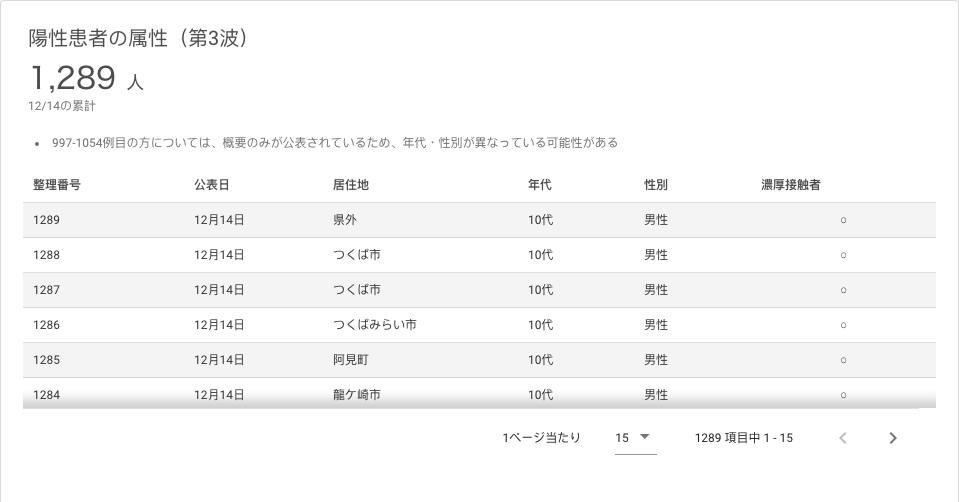 陽性患者の属性（第3波）
1,289 人
12/14の累計
• 997-1054例目の方については、概要のみが公表されているため、年代・性別が異なっている可能性がある
整理番号 公表日 居住地 年代 性別 濃厚接触者
1289 12月14日 県外 10代 男性 ○
1288 12月14日 つくば市 10代 男性 ○
1287 12月14日 つくば市 10代 男性 ○
1286 12月14日 つくばみらい市 10代 男性 ○
1285 12月14日 阿見町 10代 男性 ○
1284 12月14日 龍ケ崎市 10代 男性 ○
1ページ当たり 15 1289 項目中 1 - 15